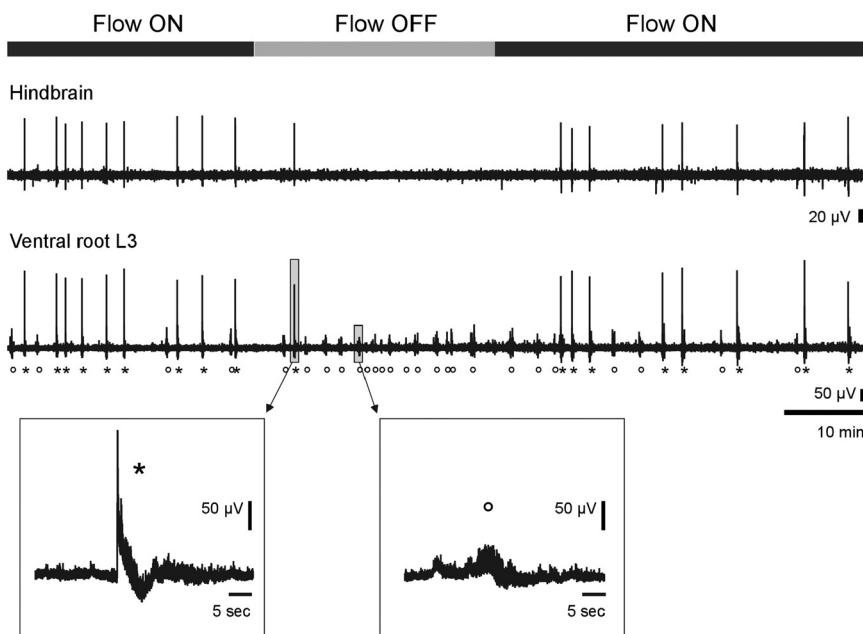 Flow ON Flow OFF Flow ON
Hindbrain
20 µV
Ventral root L3
50 µV
10 min
*
50 µV
5 sec
50 µV
5 sec